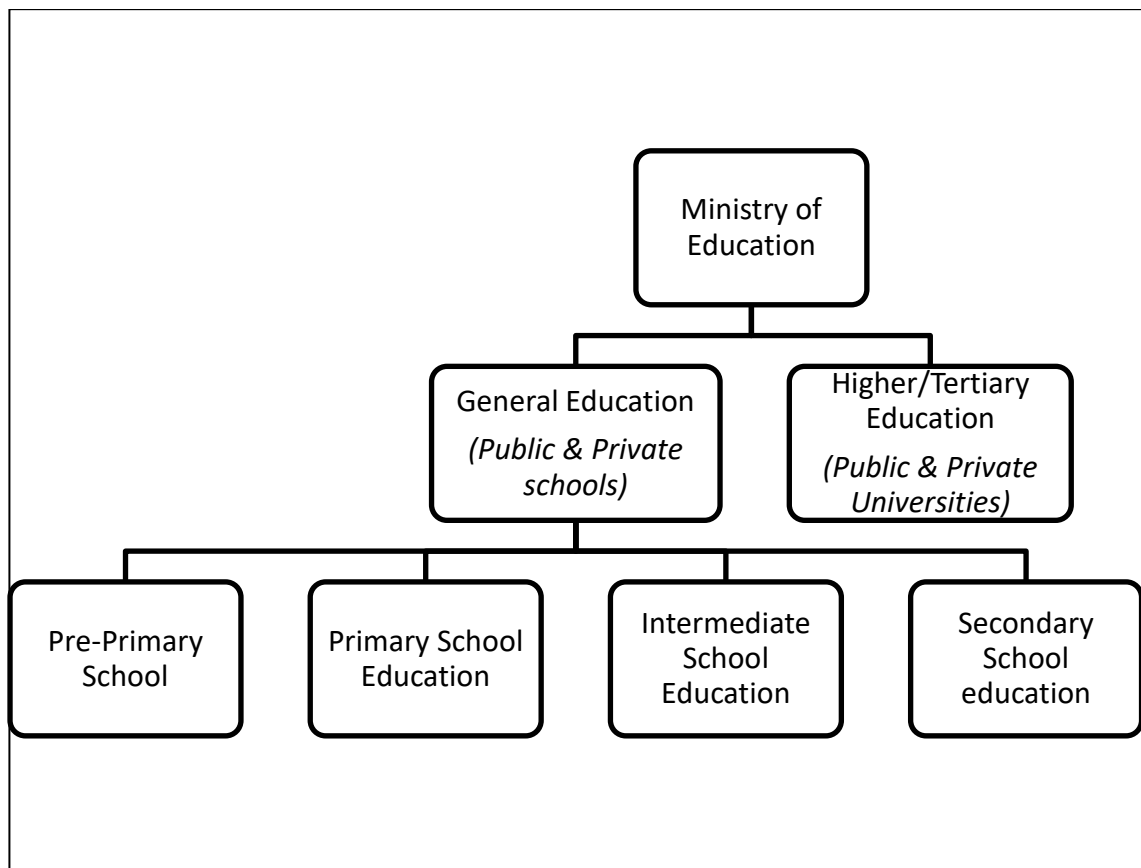 Ministry of
Education
General Education
(Public & Private
schools)
Higher/Tertiary
Education
(Public & Private
Universities)
Pre-Primary
School
Primary School
Education
Intermediate
School
Education
Secondary
School
education